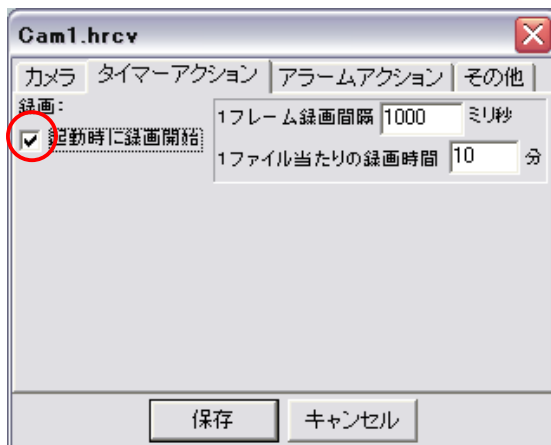 Cam1.hrcv
カメラ タイマーアクション アラームアクション その他
録画:
起動時に録画開始
1フレーム録画間隔 1000 ミリ秒
1ファイル当たりの録画時間 10 分
保存 キャンセル